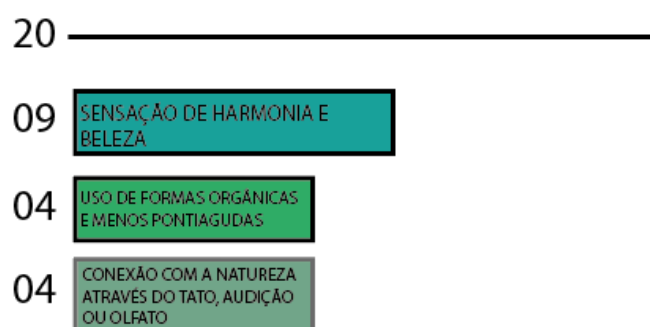 20
09
SENSAÇÃO DE HARMONIA E
BELEZA
04
USO DE FORMAS ORGÂNICAS
E MENOS PONTIAGUDAS
04
CONEXÃO COM A NATUREZA
ATRAVÉS DO TATO, AUDIÇÃO
OU OLFATO